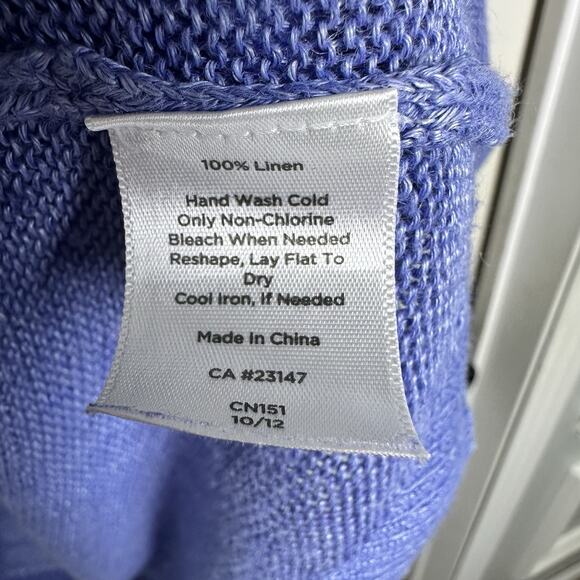 100% Linen
Hand Wash Cold
Only Non-Chlorine
Bleach When Needed
Reshape, Lay Flat To
Dry
Cool Iron, If Needed
Made In China
CA #23147
CN151
10/12